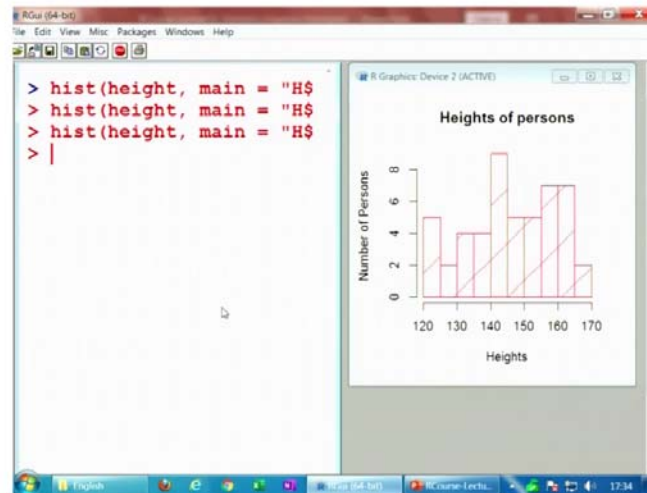 RGui (64-bit)
File Edit View Misc Packages Windows Help
> hist(height, main = "H$
> hist(height, main = "H$
> hist(height, main = "H$
>
R Graphics: Device 2 (ACTIVE)
Heights of persons
Number of Persons
0 2 4 6 8
120 130 140 150 160 170
Heights
English
RGui (64-bit)
RCourse-Lectu...
17:34